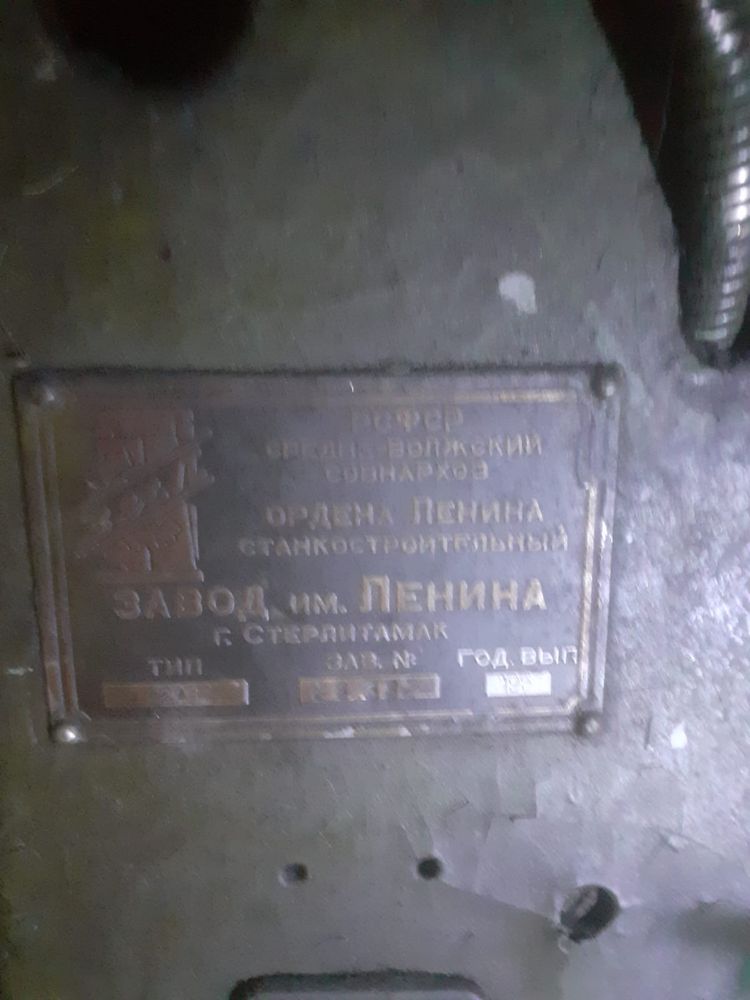 РСФСР
СРЕДНЕ-ВОЛЖСКИЙ
СОВНАРХОЗ
ОРДЕНА ЛЕНИНА
СТАНКОСТРОИТЕЛЬНЫЙ
ЗАВОД ИМ. ЛЕНИНА
Г. СТЕРЛИТАМАК
ТИП ЗАВ. № ГОД. ВЫП.